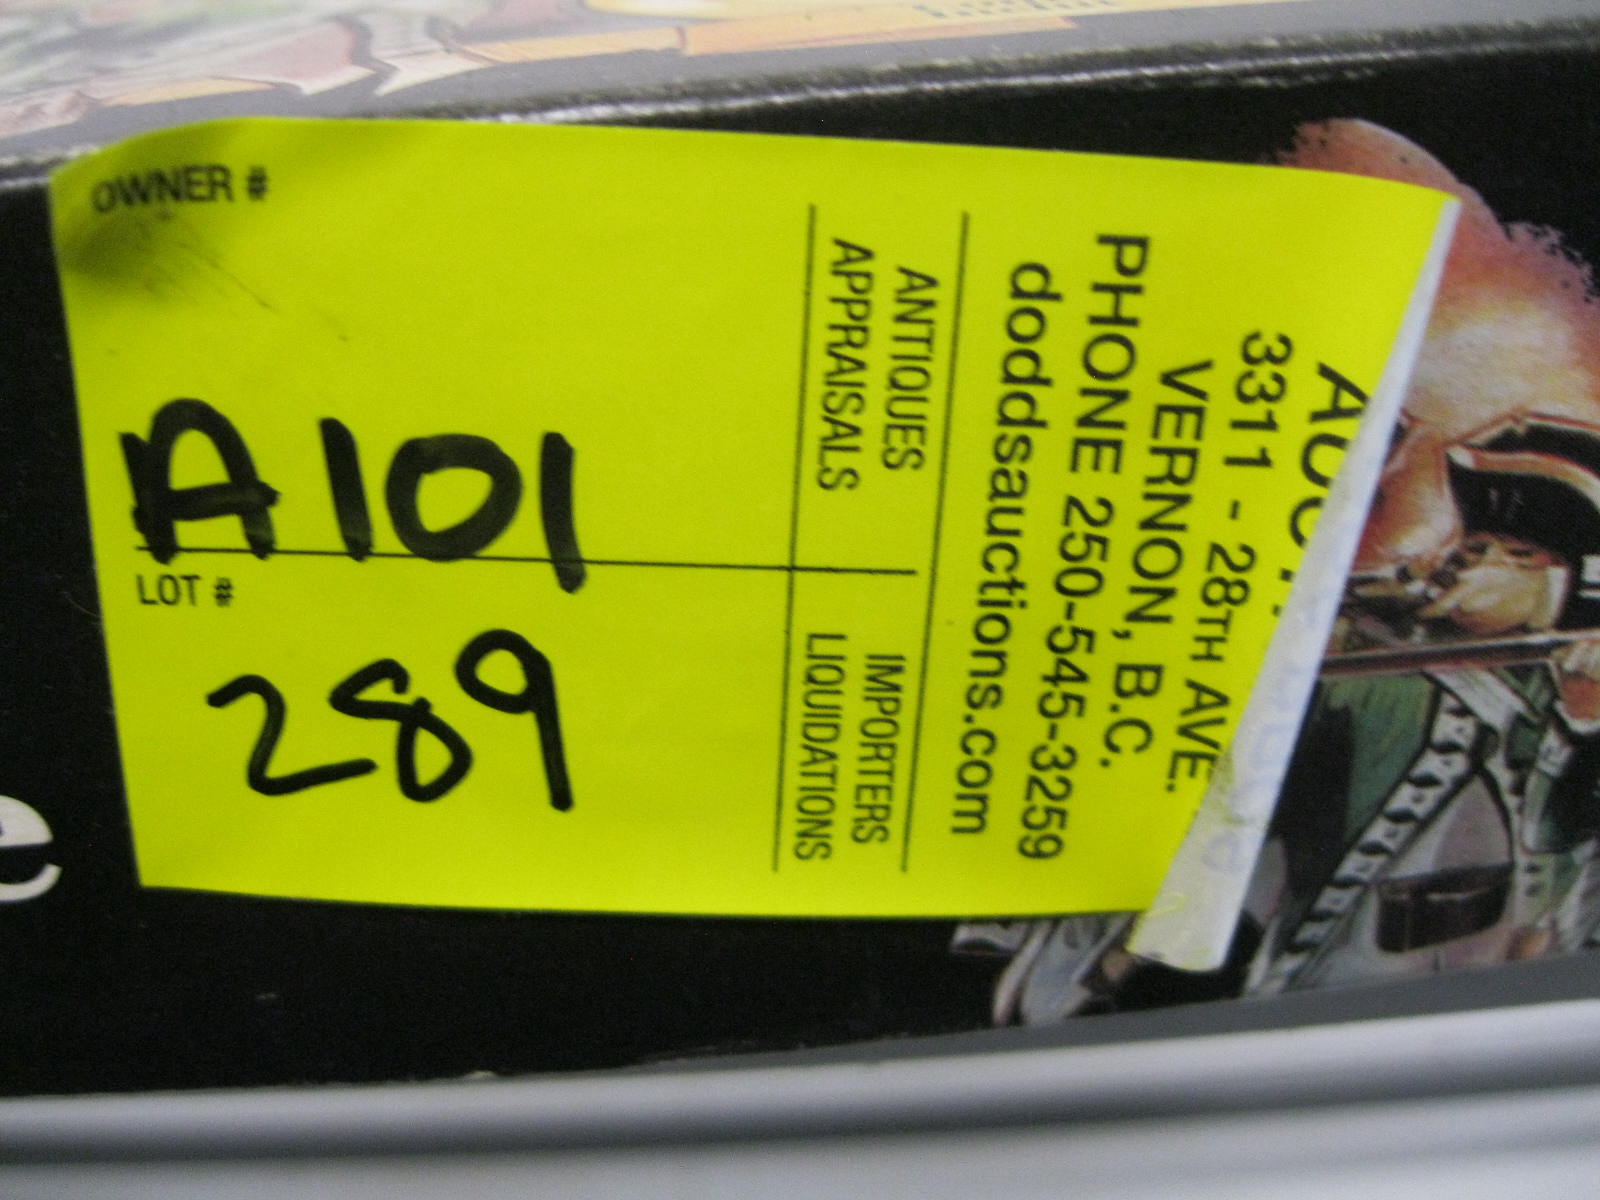 OWNER #
A101
LOT #
289
ANTIQUES
APPRAISALS
IMPORTERS
LIQUIDATIONS
3311 - 28TH AVE.
VERNON, B.C.
PHONE 250-545-3259
doddsauctions.com
e